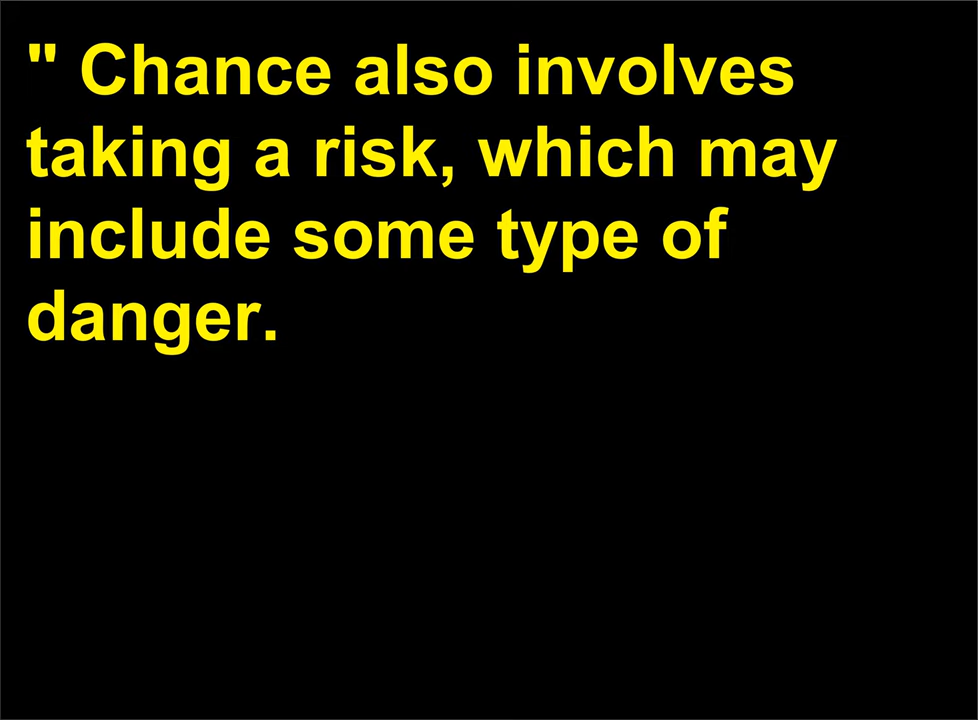 " Chance also involves
taking a risk, which may
include some type of
danger.